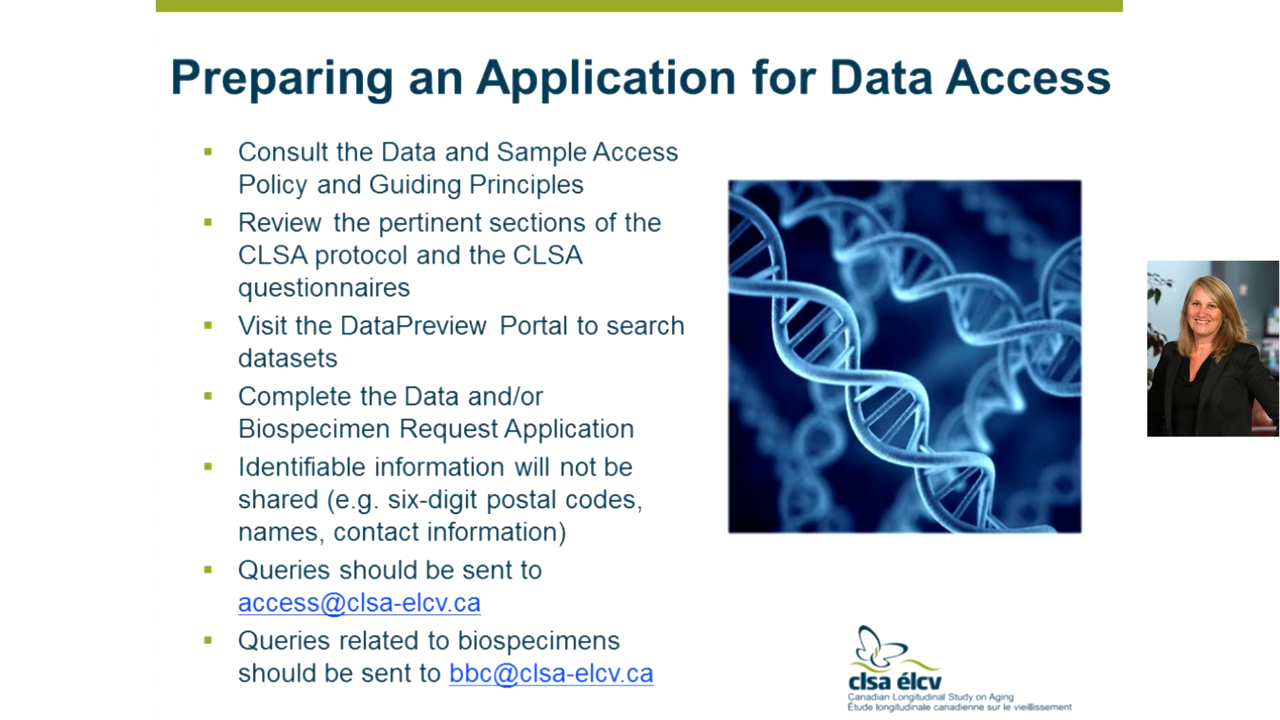 Preparing an Application for Data Access
▪ Consult the Data and Sample Access
Policy and Guiding Principles
▪ Review the pertinent sections of the
CLSA protocol and the CLSA
questionnaires
▪ Visit the DataPreview Portal to search
datasets
▪ Complete the Data and/or
Biospecimen Request Application
▪ Identifiable information will not be
shared (e.g. six-digit postal codes,
names, contact information)
▪ Queries should be sent to
access@clsa-elcv.ca
▪ Queries related to biospecimens
should be sent to bbc@clsa-elcv.ca
clsa élcv
Canadian Longitudinal Study on Aging
Étude longitudinale canadienne sur le vieillissement